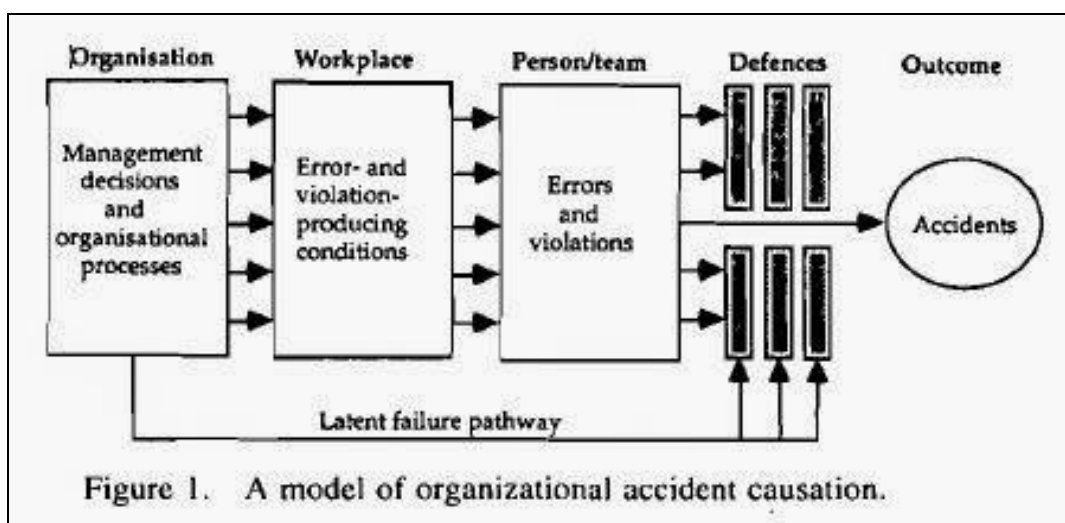 Organisation
Workplace
Person/team
Defences
Outcome
Management
decisions
and
organisational
processes
Error- and
violation-
producing
conditions
Errors
and
violations
Accidents
Latent failure pathway
Figure 1. A model of organizational accident causation.